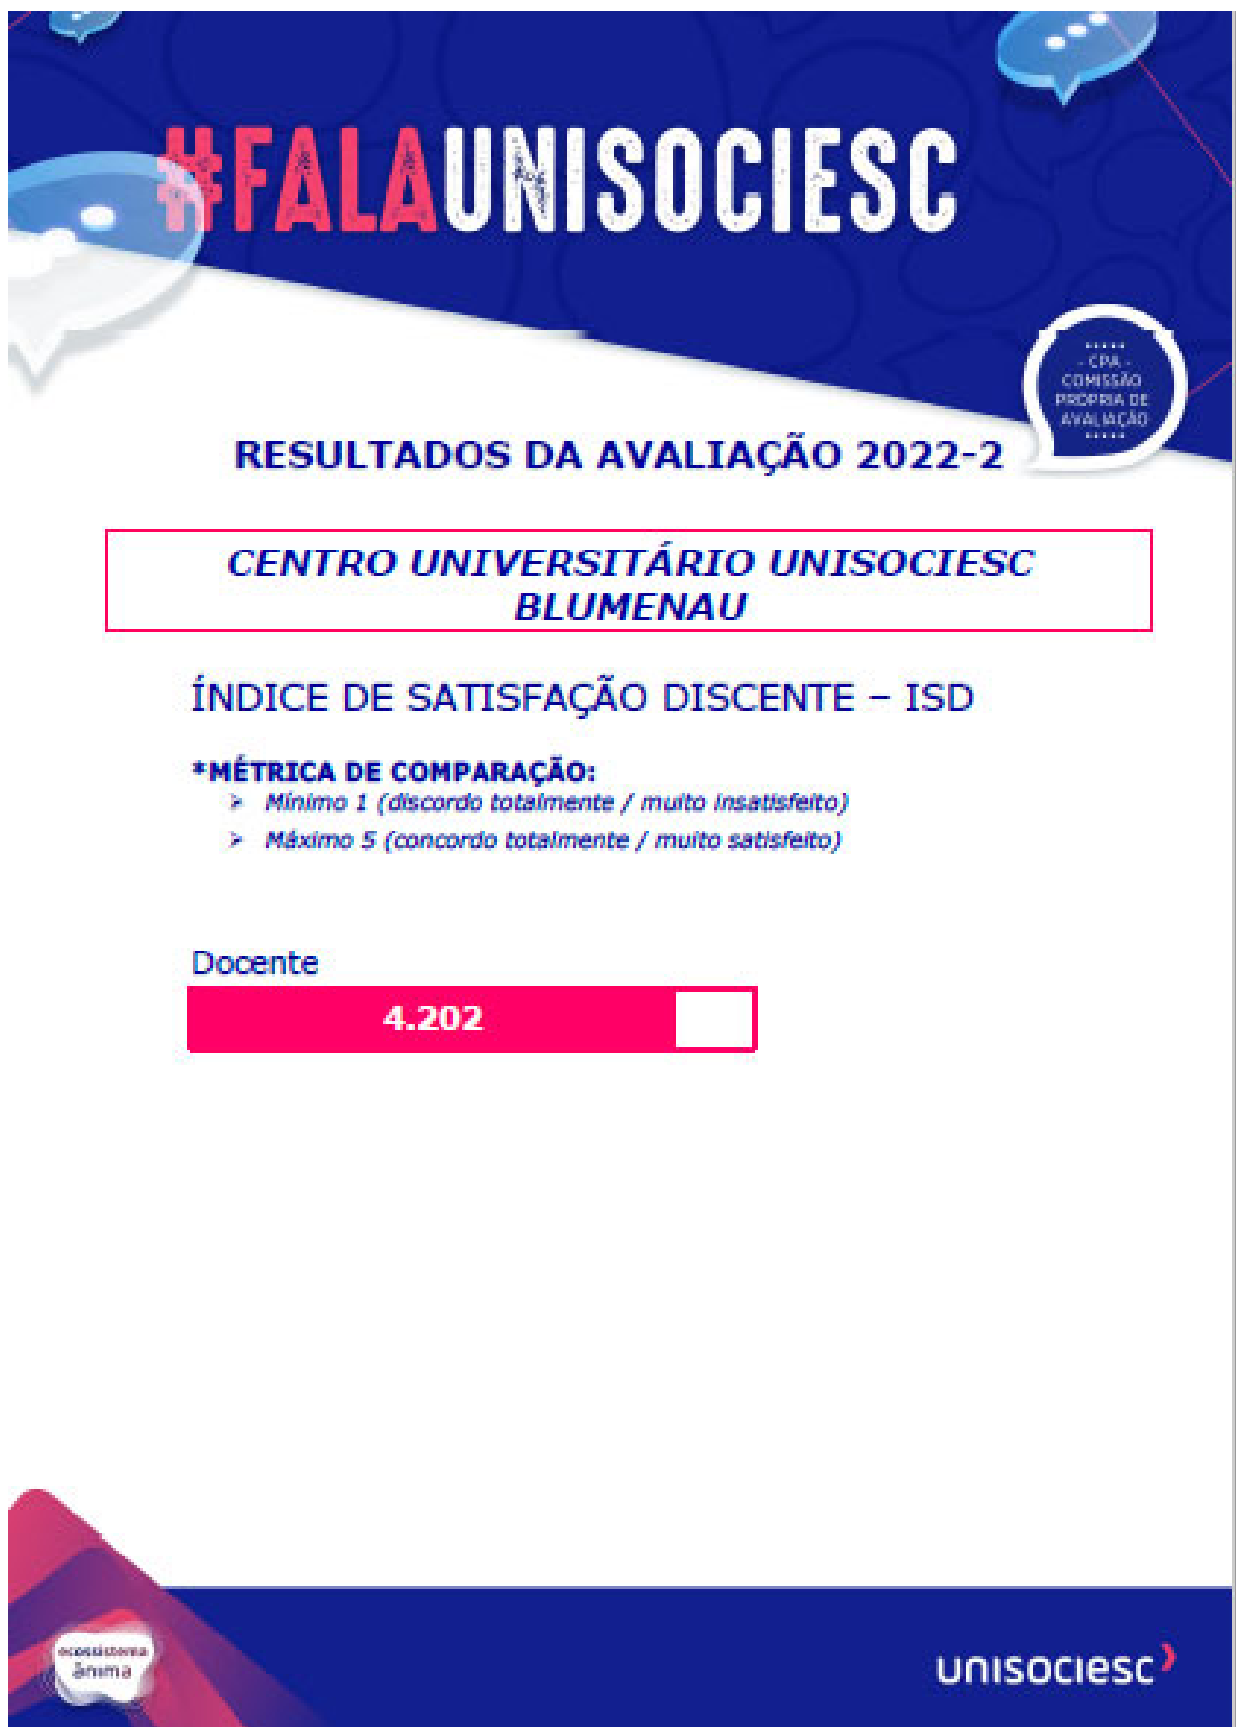 #FALAUNISOCIESC
- CPA -
COMISSÃO
PRÓPRIA DE
AVALIAÇÃO
RESULTADOS DA AVALIAÇÃO 2022-2
CENTRO UNIVERSITÁRIO UNISOCIESC
BLUMENAU
ÍNDICE DE SATISFAÇÃO DISCENTE – ISD
*MÉTRICA DE COMPARAÇÃO:
➢ Mínimo 1 (discordo totalmente / muito insatisfeito)
➢ Máximo 5 (concordo totalmente / muito satisfeito)
Docente
4.202
ecossistema
ânima
unisociesc